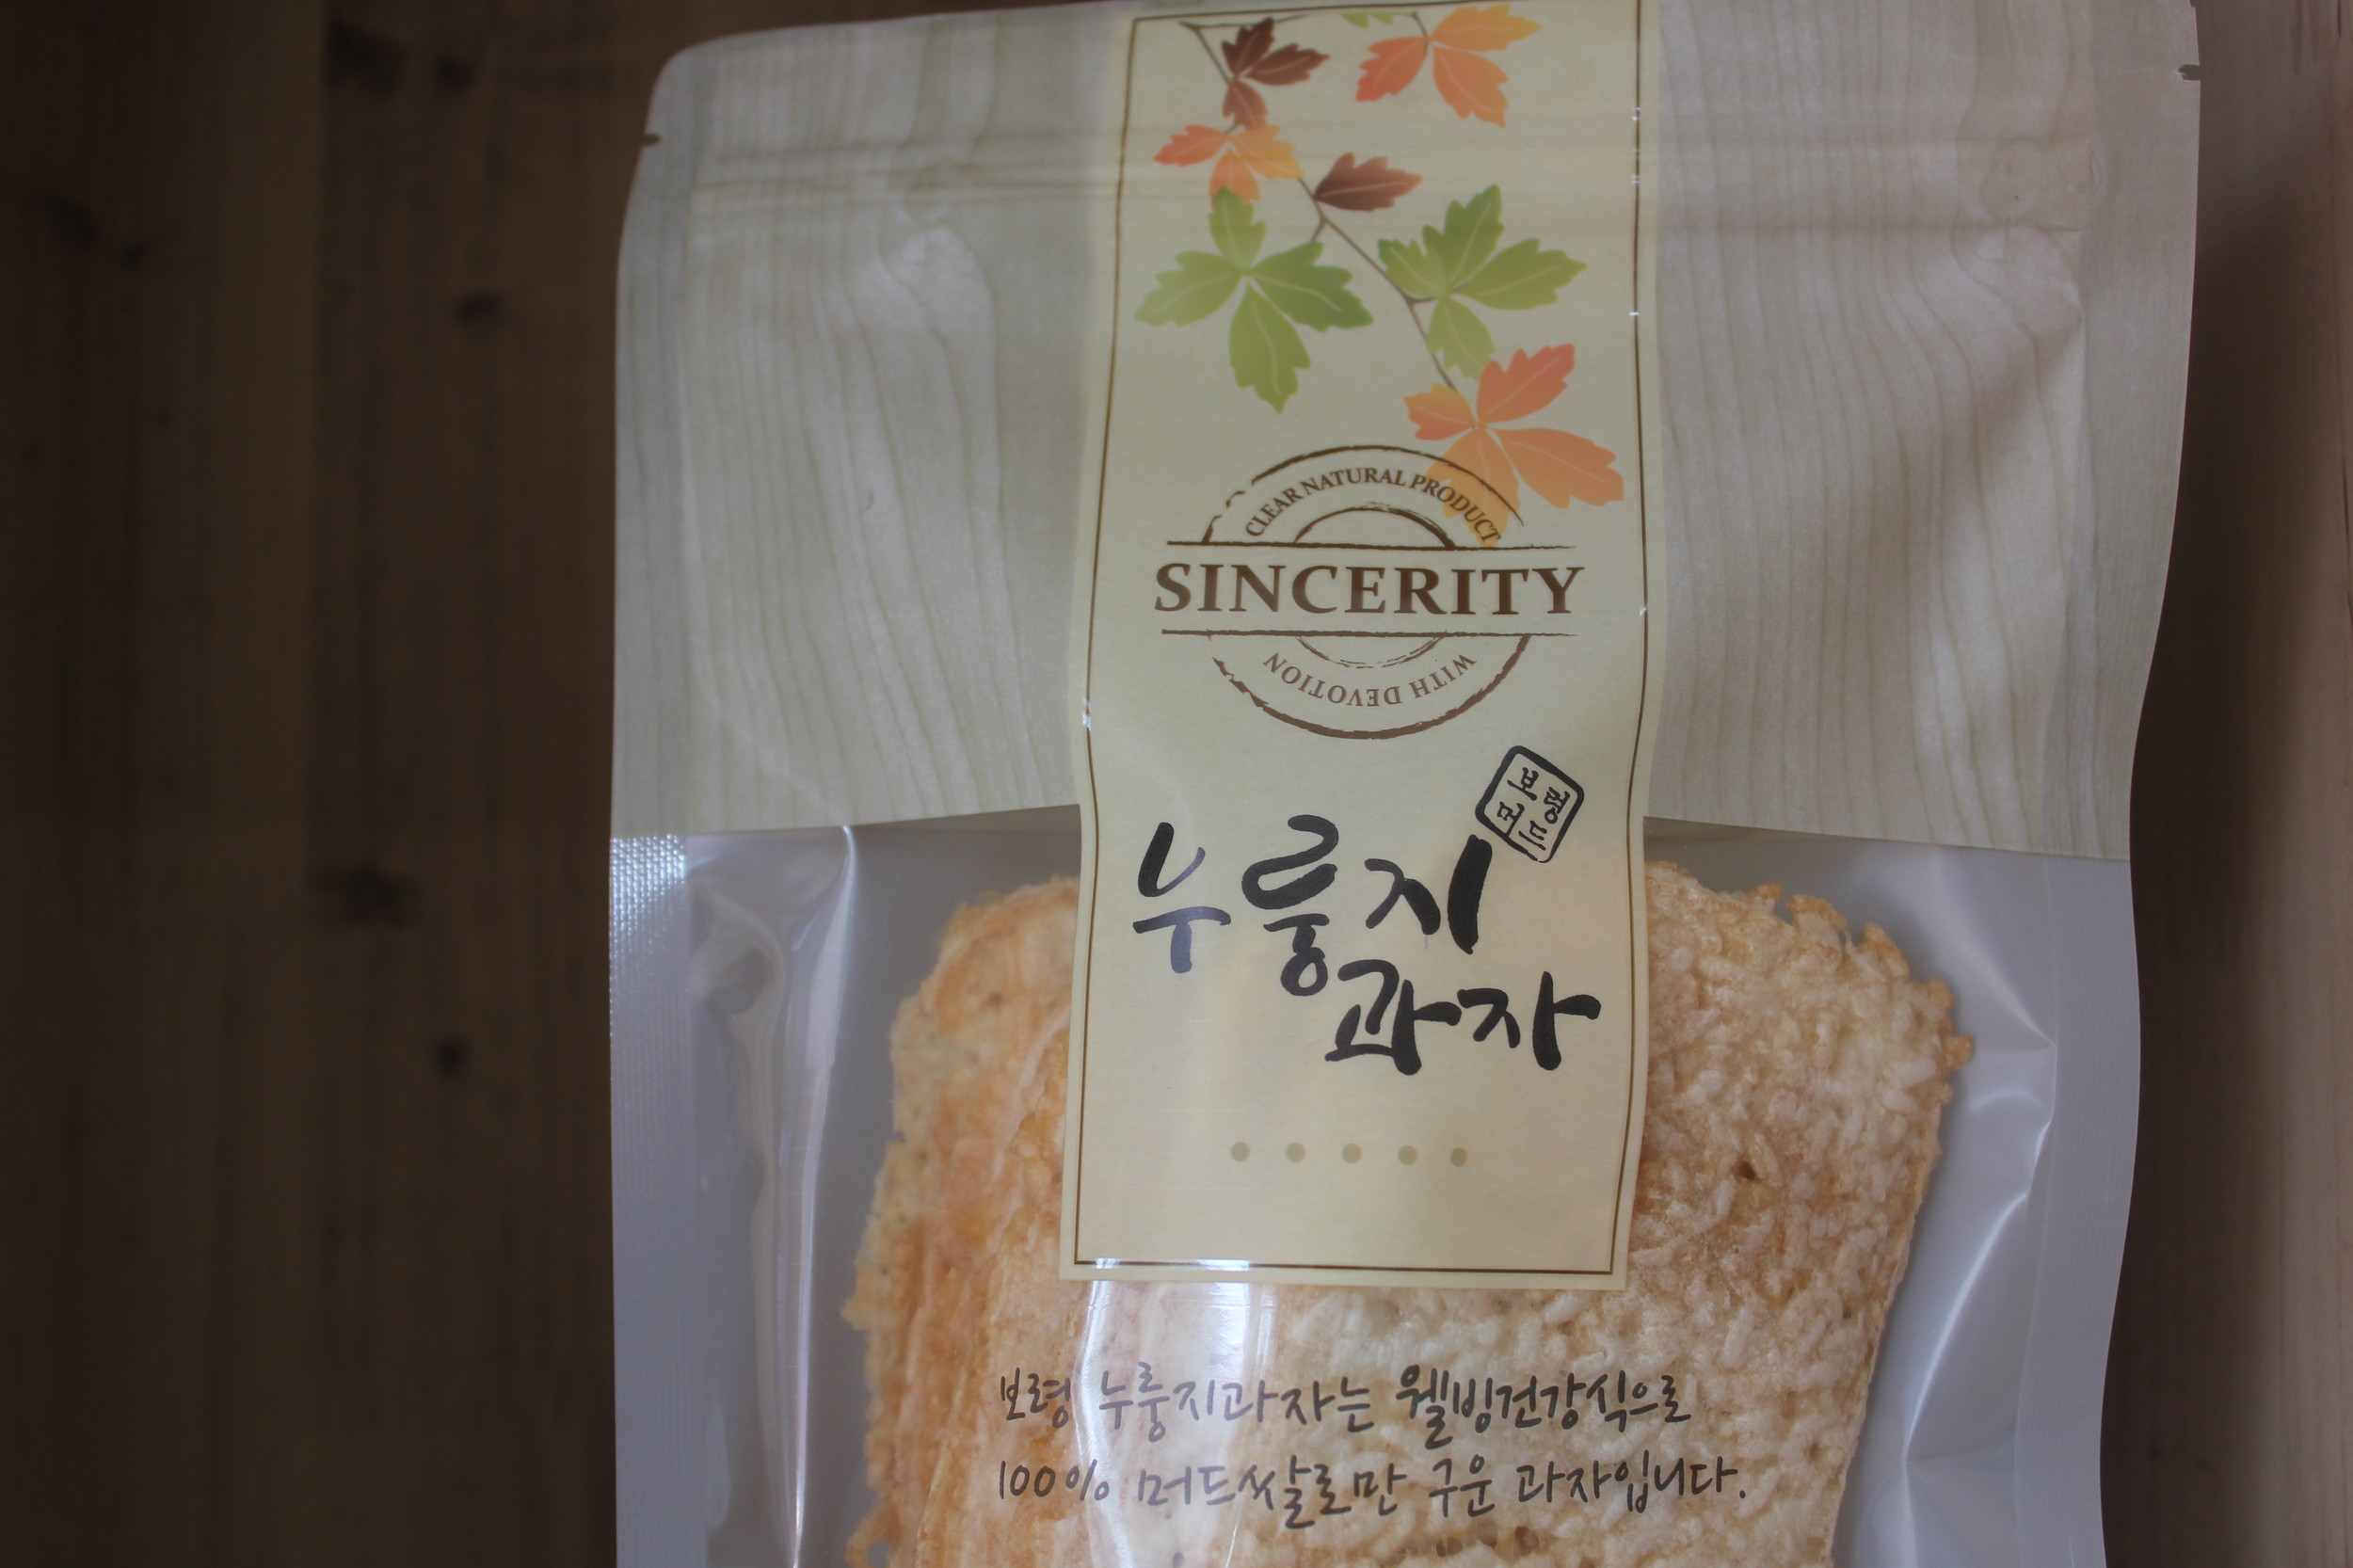 CLEAR NATURAL PRODUCT
SINCERITY
WITH DEVOTION
보령
머드
누룽지
과자
보령 누룽지과자는 웰빙건강식으로
100% 머드쌀로만 구운 과자입니다.